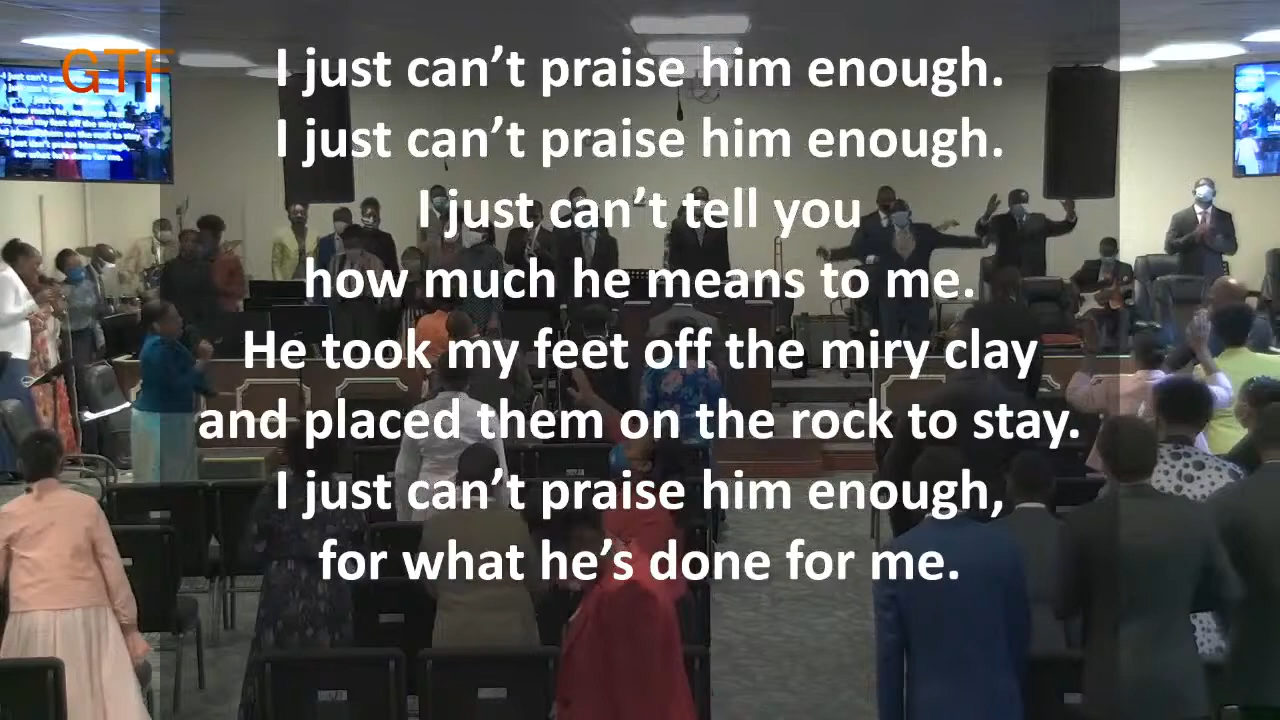 GTF
I just can't praise him enough.
I just can't praise him enough.
I just can’t tell you
how much he means to me.
He took my feet off the miry clay
and placed them on the rock to stay.
I just can’t praise him enough,
for what he’s done for me.